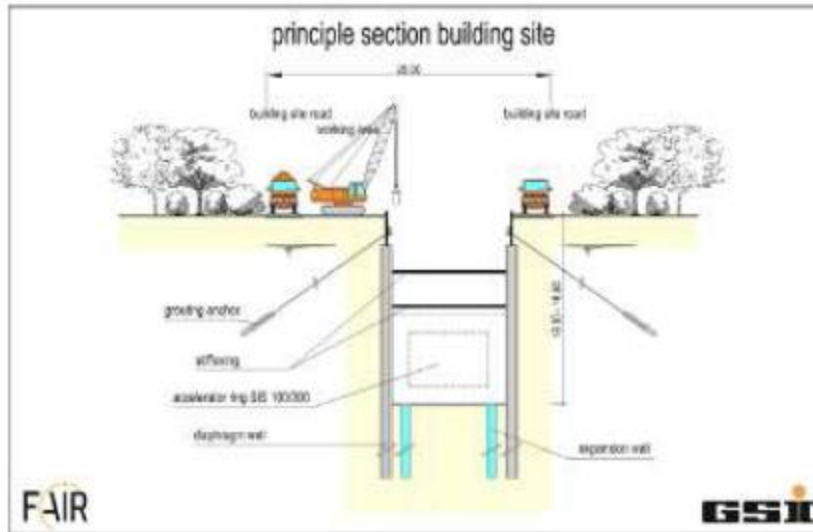 principle section building site
building site road
building site road
working area
grouting anchor
stiffening
accelerator ring SIS 100/300
diaphragm wall
expansion wall
FAIR
GSI